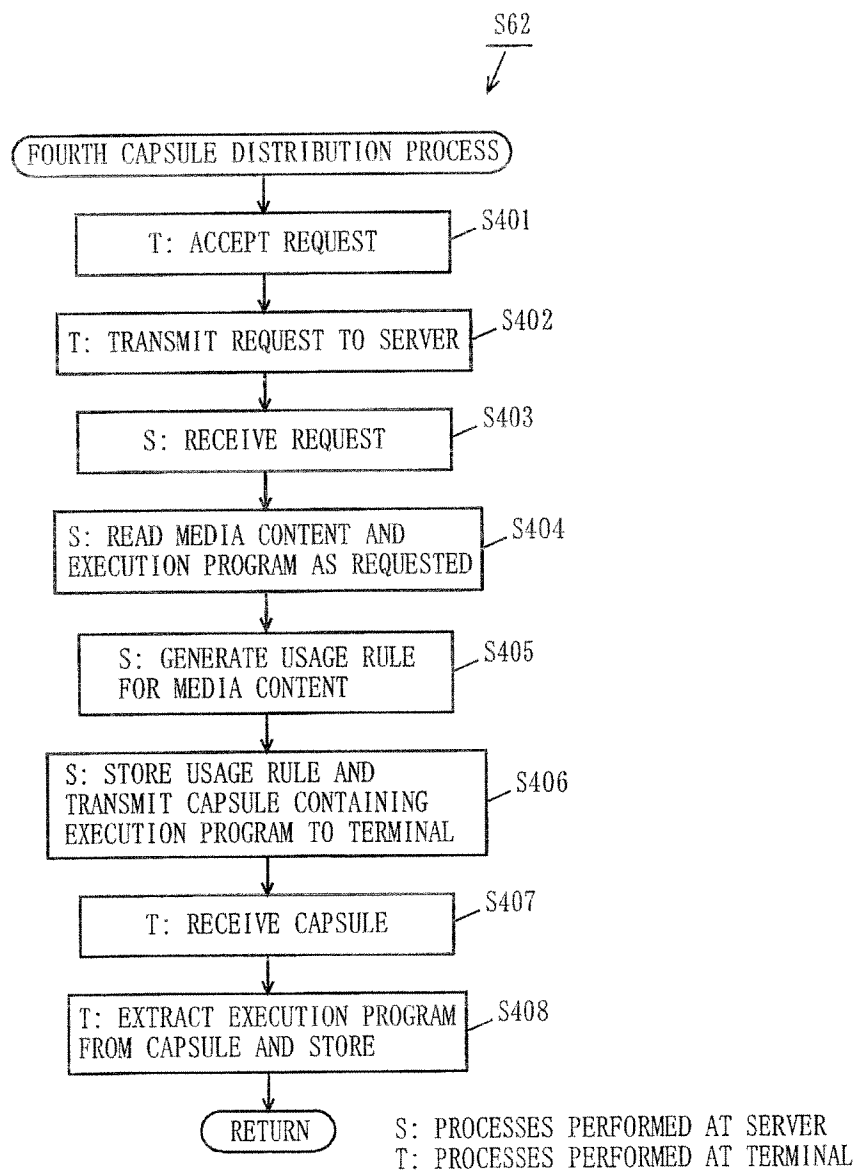 S62
FOURTH CAPSULE DISTRIBUTION PROCESS
T: ACCEPT REQUEST
S401
T: TRANSMIT REQUEST TO SERVER
S402
S: RECEIVE REQUEST
S403
S: READ MEDIA CONTENT AND
EXECUTION PROGRAM AS REQUESTED
S404
S: GENERATE USAGE RULE
FOR MEDIA CONTENT
S405
S: STORE USAGE RULE AND
TRANSMIT CAPSULE CONTAINING
EXECUTION PROGRAM TO TERMINAL
S406
T: RECEIVE CAPSULE
S407
T: EXTRACT EXECUTION PROGRAM
FROM CAPSULE AND STORE
S408
RETURN
S: PROCESSES PERFORMED AT SERVER
T: PROCESSES PERFORMED AT TERMINAL